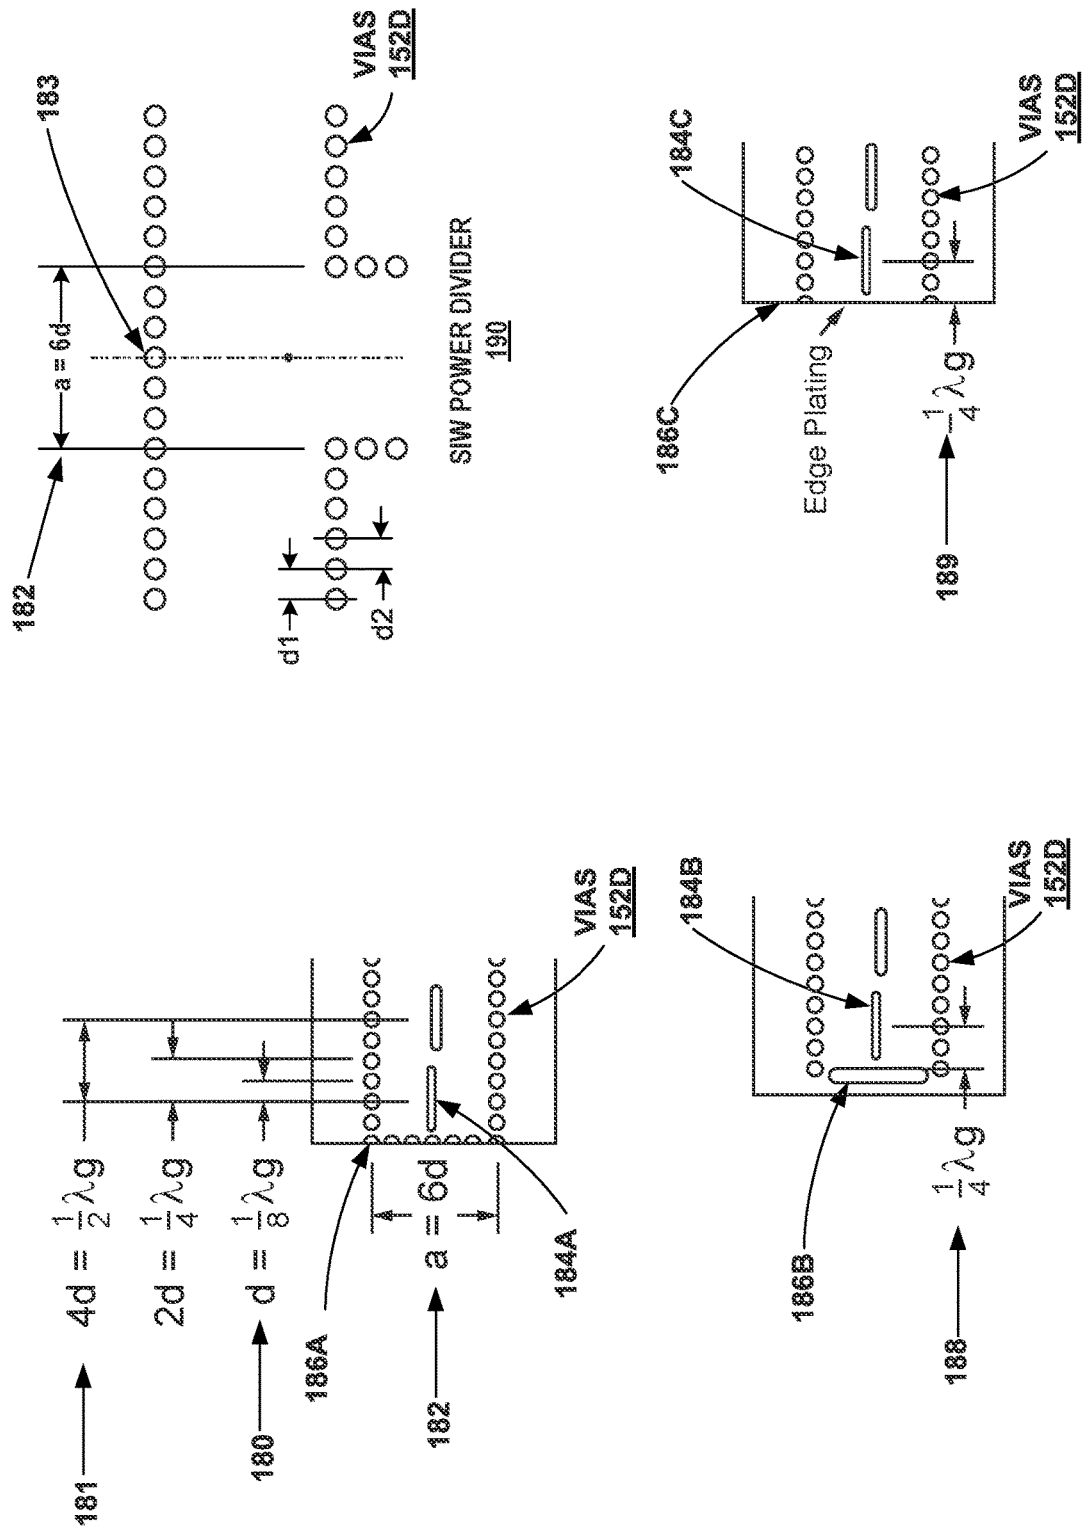 181
4d = 1/2 λg
2d = 1/4 λg
180
d = 1/8 λg
186A
182
a = 6d
184A
VIAS
152D
182
a = 6d
183
d1
d2
VIAS
152D
SIW POWER DIVIDER
190
188
1/4 λg
186B
184B
VIAS
152D
189
1/4 λg
186C
Edge Plating
184C
VIAS
152D